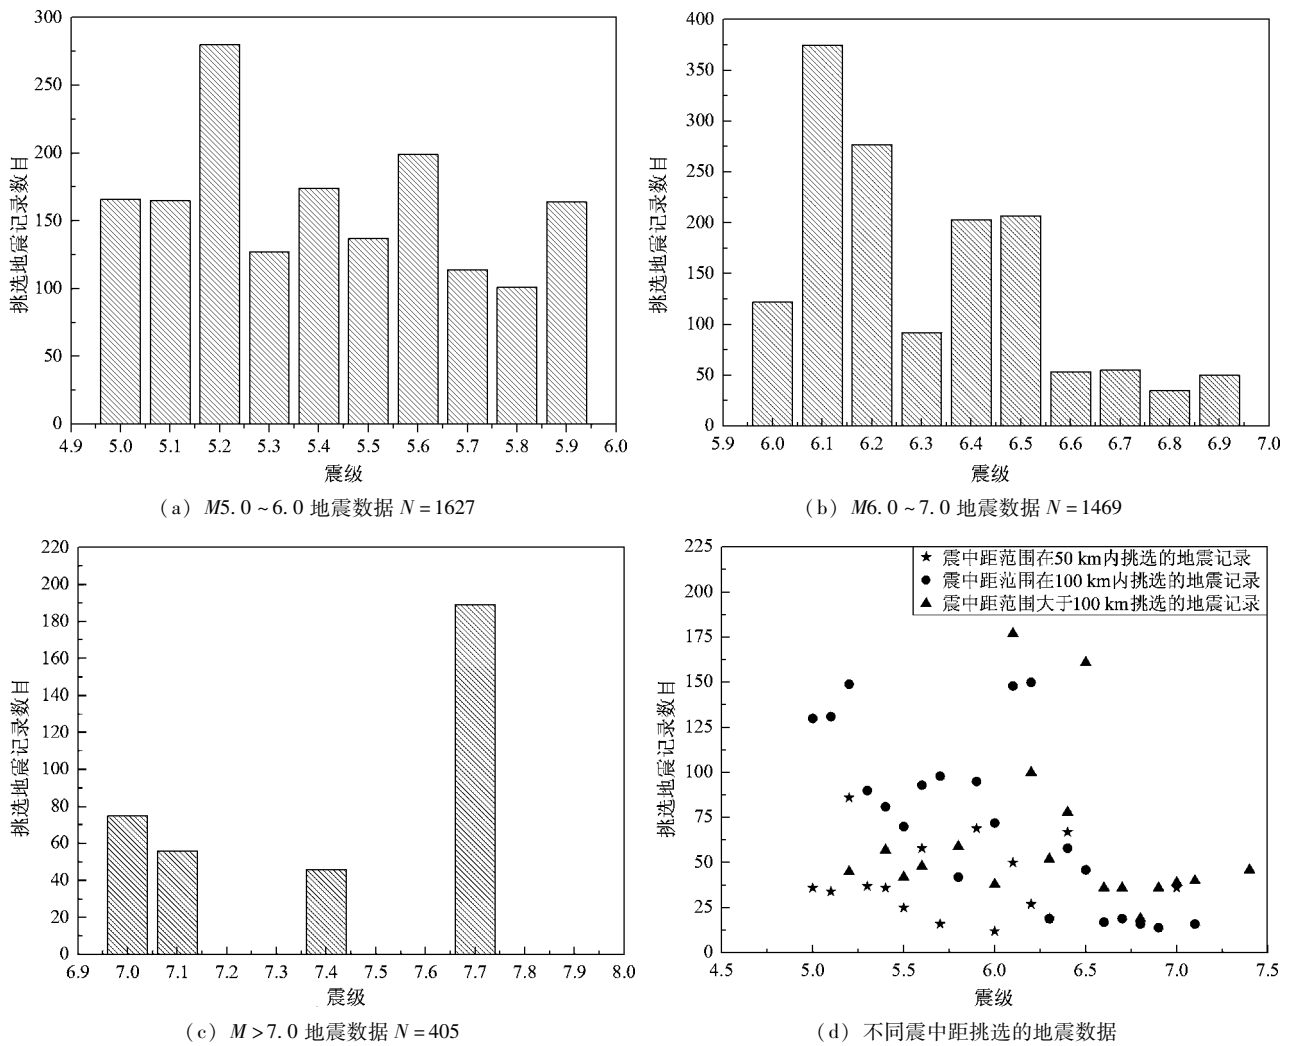 300
250
200
150
100
50
0
挑选地震记录数目
4.9 5.0 5.1 5.2 5.3 5.4 5.5 5.6 5.7 5.8 5.9 6.0
震级
(a) M5.0~6.0 地震数据 N=1627
400
350
300
250
200
150
100
50
0
挑选地震记录数目
5.9 6.0 6.1 6.2 6.3 6.4 6.5 6.6 6.7 6.8 6.9 7.0
震级
(b) M6.0~7.0 地震数据 N=1469
220
200
180
160
140
120
100
80
60
40
20
0
挑选地震记录数目
6.9 7.0 7.1 7.2 7.3 7.4 7.5 7.6 7.7 7.8 7.9 8.0
震级
(c) M>7.0 地震数据 N=405
225
200
175
150
125
100
75
50
25
0
挑选地震记录数目
★ 震中距范围在50 km内挑选的地震记录
● 震中距范围在100 km内挑选的地震记录
▲ 震中距范围大于100 km挑选的地震记录
4.5 5.0 5.5 6.0 6.5 7.0 7.5
震级
(d) 不同震中距挑选的地震数据